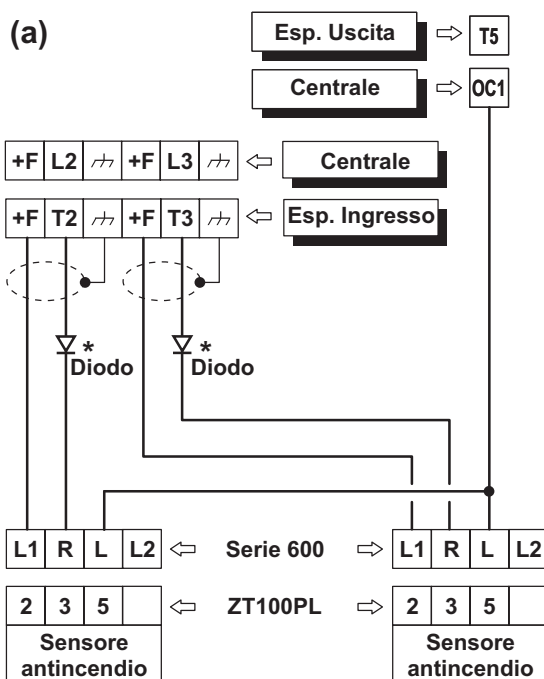 (a)
Esp. Uscita ⇨ T5
Centrale ⇨ OC1
+F L2 +F L3 ⇦ Centrale
+F T2 +F T3 ⇦ Esp. Ingresso
* Diodo * Diodo
L1 R L L2 ⇦ Serie 600 ⇨ L1 R L L2
2 3 5 ⇦ ZT100PL ⇨ 2 3 5
Sensore antincendio Sensore antincendio